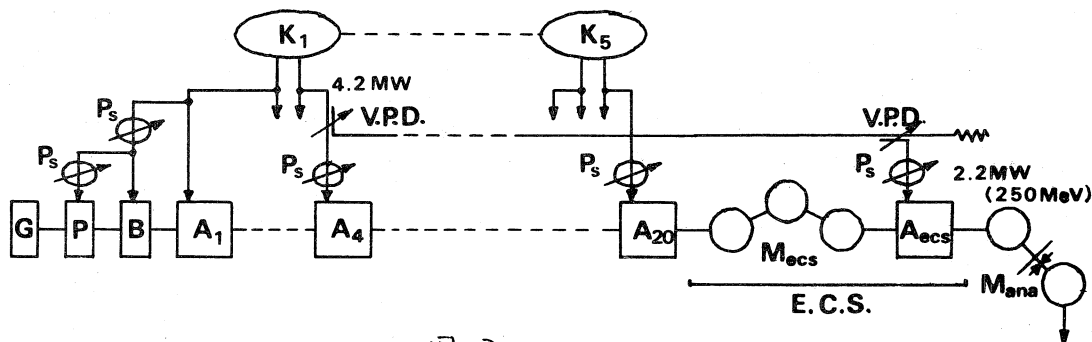 K1 K5
4.2 MW
Ps V.P.D. V.P.D.
Ps Ps Ps Ps 2.2MW
(250MeV)
G P B A1 A4 A20 Mecs Aecs Mana
E.C.S.